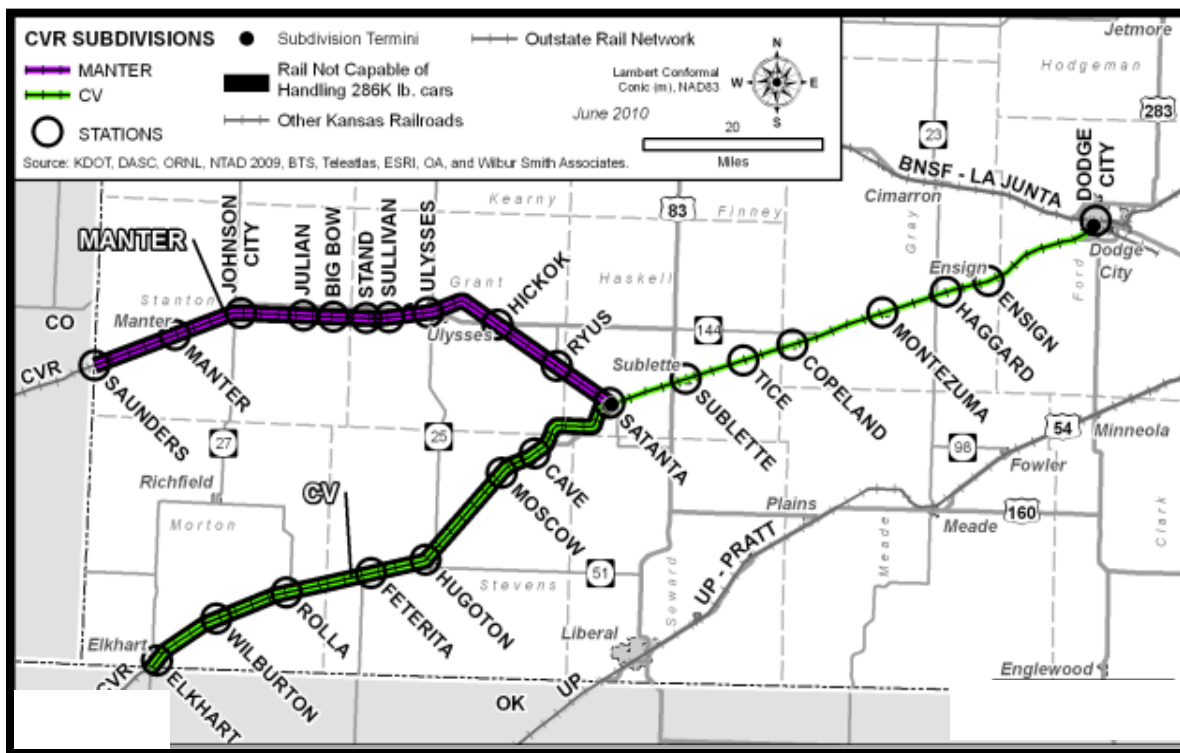 CVR SUBDIVISIONS
MANTER
CV
STATIONS
Subdivision Termini
Rail Not Capable of
Handling 286K lb. cars
Other Kansas Railroads
Outstate Rail Network
Lambert Conformal
Conic (m), NAD83
June 2010
N
W
E
S
20
Miles
Source: KDOT, DASC, ORNL, NTAD 2009, BTS, Teleatlas, ESRI, OA, and Wilbur Smith Associates.
Jetmore
Hodgeman
283
23
BNSF - LA JUNTA
Cimarron
DODGE
CITY
Dodge
City
Kearny
Finney
83
Gray
Ford
MANTER
JOHNSON
CITY
JULIAN
BIG BOW
STAND
SULLIVAN
ULYSSES
Grant
Haskell
HICKOK
Ensign
ENSIGN
HAGGARD
Stanton
CO
Manter
MANTER
Ulysses
RYUS
144
MONTEZUMA
COPELAND
TICE
Sublette
SUBLETTE
CVR
SAUNDERS
SATANTA
27
25
CAVE
MOSCOW
54
Minneola
98
Fowler
Richfield
CV
Morton
Plains
160
Meade
Meade
Clark
UP - PRATT
Seward
51
Stevens
HUGOTON
FETERITA
ROLLA
WILBURTON
Elkhart
ELKHART
CVR
Liberal
UP
OK
Englewood